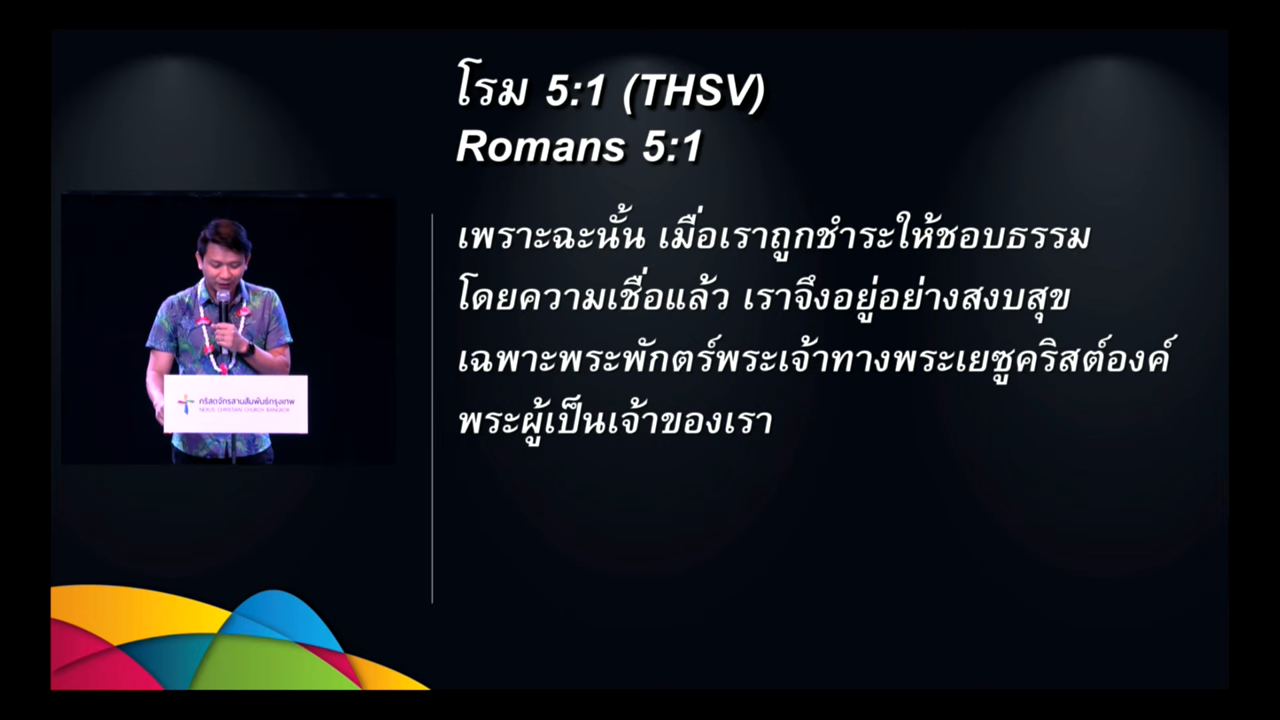 โรม 5:1 (THSV)
Romans 5:1
เพราะฉะนั้น เมื่อเราถูกชำระให้ชอบธรรม
โดยความเชื่อแล้ว เราจึงอยู่อย่างสงบสุข
เฉพาะพระพักตร์พระเจ้าทางพระเยซูคริสต์องค์
พระผู้เป็นเจ้าของเรา
คริสตจักรสานสัมพันธ์กรุงเทพ
NEXUS CHRISTIAN CHURCH BANGKOK